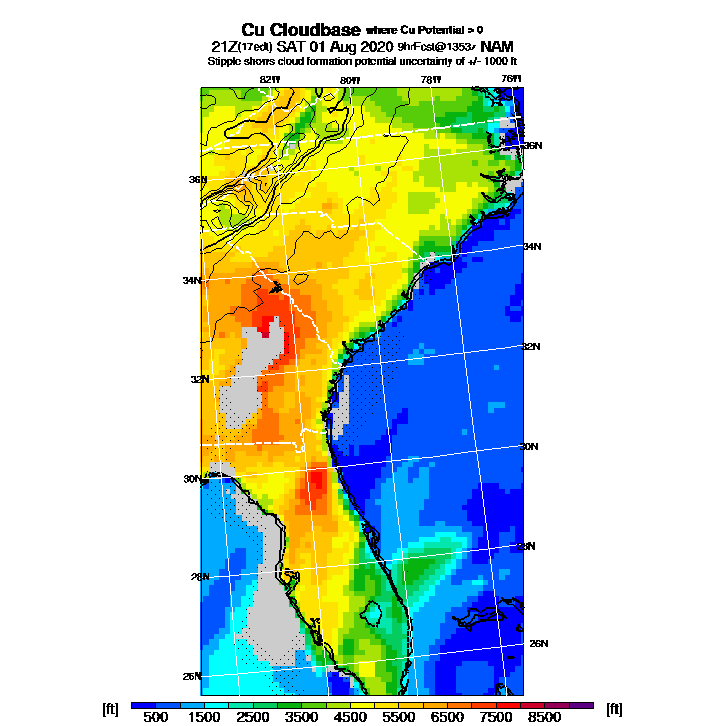 Cu Cloudbase where Cu Potential > 0
21Z(17edt) SAT 01 Aug 2020 9hrFcst@1353z NAM
Stipple shows cloud formation potential uncertainty of +/- 1000 ft
82W 80W 78W 76W
36N 36N
34N 34N
32N 32N
30N 30N
28N 28N
26N 26N
[ft] 500 1500 2500 3500 4500 5500 6500 7500 8500 [ft]